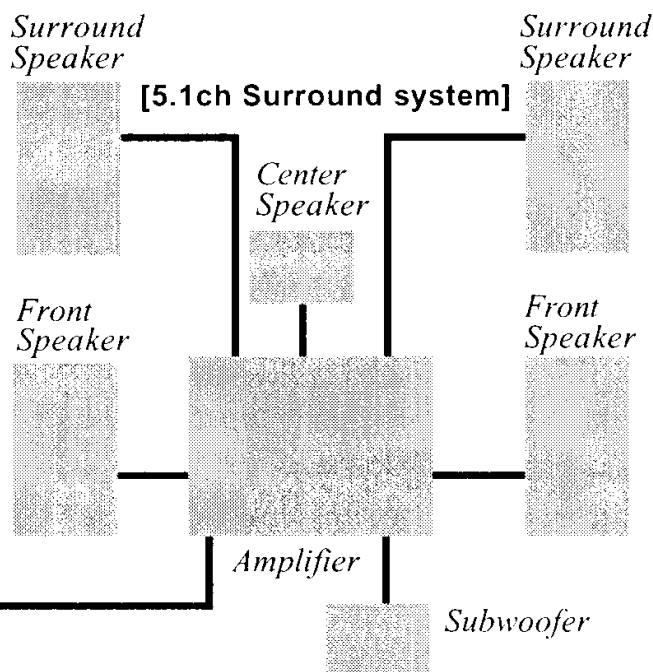 Surround
Speaker
Surround
Speaker
[5.1ch Surround system]
Center
Speaker
Front
Speaker
Front
Speaker
Amplifier
Subwoofer